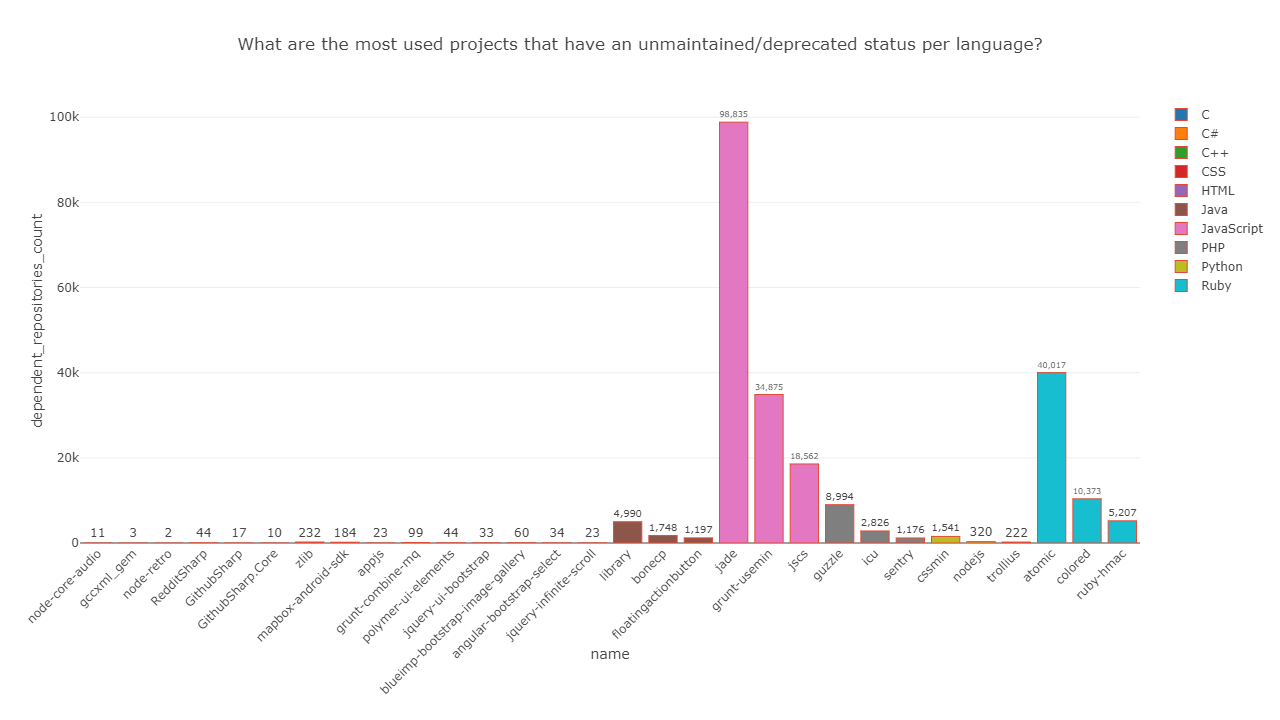 What are the most used projects that have an unmaintained/deprecated status per language?
dependent_repositories_count
100k
80k
60k
40k
20k
0
11
3
2
44
17
10
232
184
23
99
44
33
60
34
23
4,990
1,748
1,197
98,835
34,875
18,562
8,994
2,826
1,176
1,541
320
222
40,017
10,373
5,207
node-core-audio
gccxml_gem
node-retro
RedditSharp
GithubSharp
GithubSharp.Core
zlib
mapbox-android-sdk
appjs
grunt-combine-mq
polymer-ui-elements
jquery-ui-bootstrap
blueimp-bootstrap-image-gallery
angular-bootstrap-select
jquery-infinite-scroll
library
bonecp
floatingactionbutton
jade
grunt-usemin
jscs
guzzle
icu
sentry
cssmin
nodejs
trollius
atomic
colored
ruby-hmac
name
C
C#
C++
CSS
HTML
Java
JavaScript
PHP
Python
Ruby